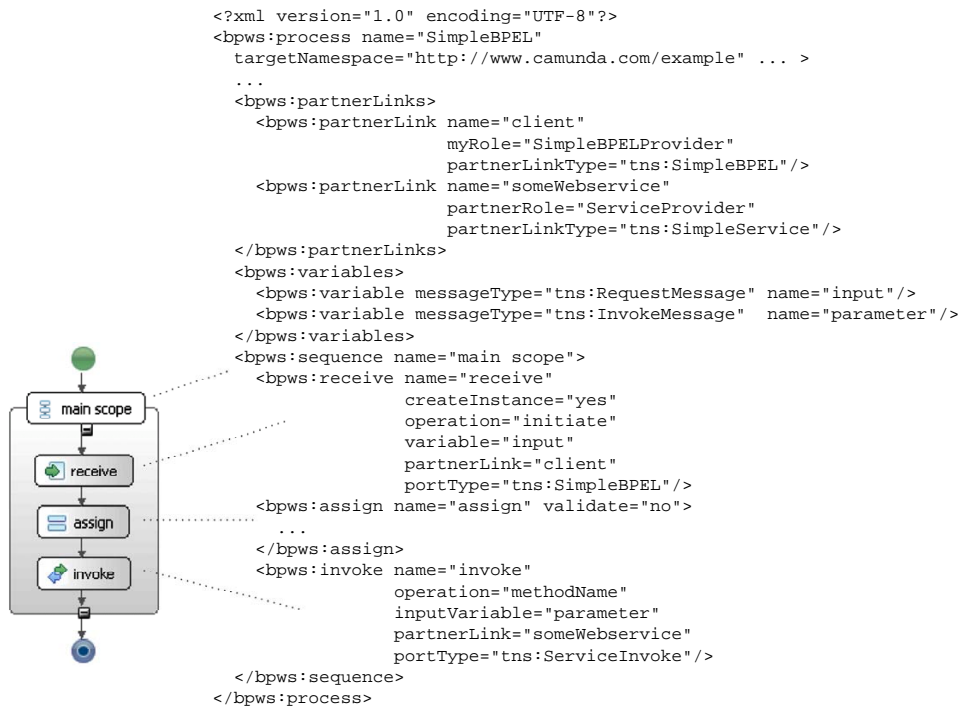 <?xml version="1.0" encoding="UTF-8"?>
<bpws:process name="SimpleBPEL"
  targetNamespace="http://www.camunda.com/example" ... >
  ...
  <bpws:partnerLinks>
    <bpws:partnerLink name="client"
                      myRole="SimpleBPELProvider"
                      partnerLinkType="tns:SimpleBPEL"/>
    <bpws:partnerLink name="someWebservice"
                      partnerRole="ServiceProvider"
                      partnerLinkType="tns:SimpleService"/>
  </bpws:partnerLinks>
  <bpws:variables>
    <bpws:variable messageType="tns:RequestMessage" name="input"/>
    <bpws:variable messageType="tns:InvokeMessage"  name="parameter"/>
  </bpws:variables>
  <bpws:sequence name="main scope">
    <bpws:receive name="receive"
                  createInstance="yes"
                  operation="initiate"
                  variable="input"
                  partnerLink="client"
                  portType="tns:SimpleBPEL"/>
    <bpws:assign name="assign" validate="no">
      ...
    </bpws:assign>
    <bpws:invoke name="invoke"
                 operation="methodName"
                 inputVariable="parameter"
                 partnerLink="someWebservice"
                 portType="tns:ServiceInvoke"/>
  </bpws:sequence>
</bpws:process>
main scope
receive
assign
invoke